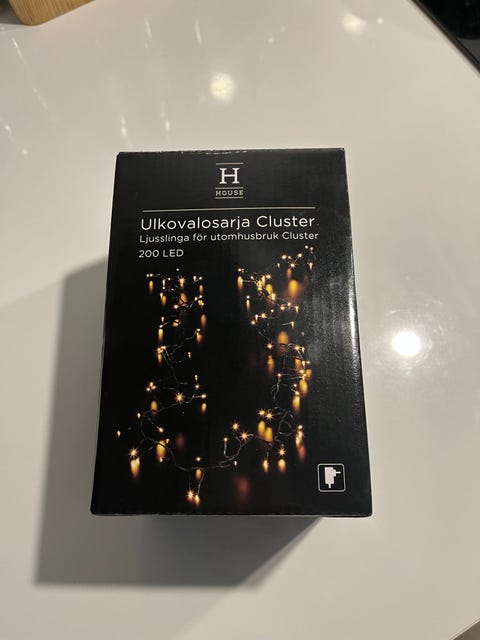 H
HOUSE
Ulkovalosarja Cluster
Ljusslinga för utomhusbruk Cluster
200 LED